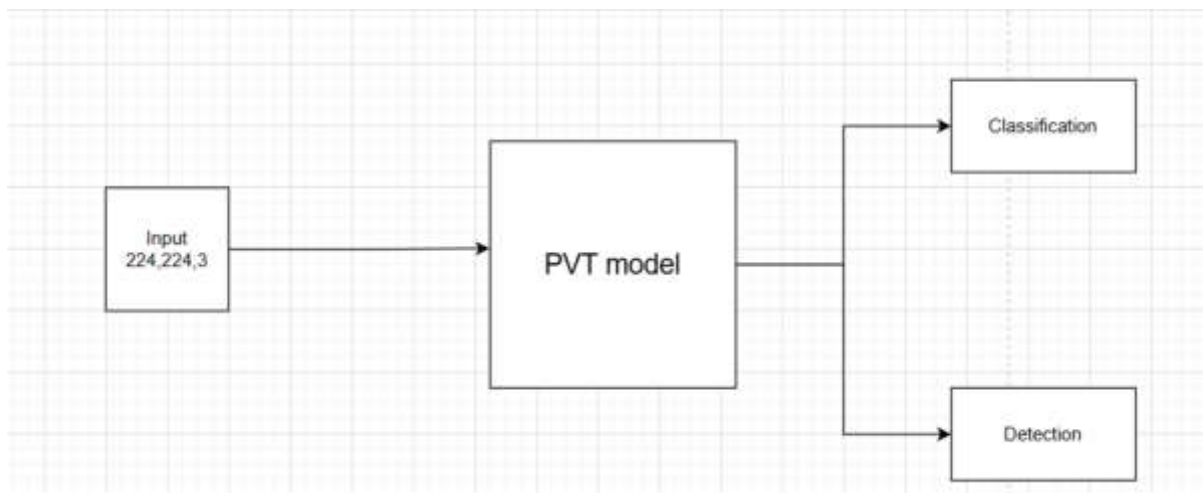 Input
224,224,3
PVT model
Classification
Detection